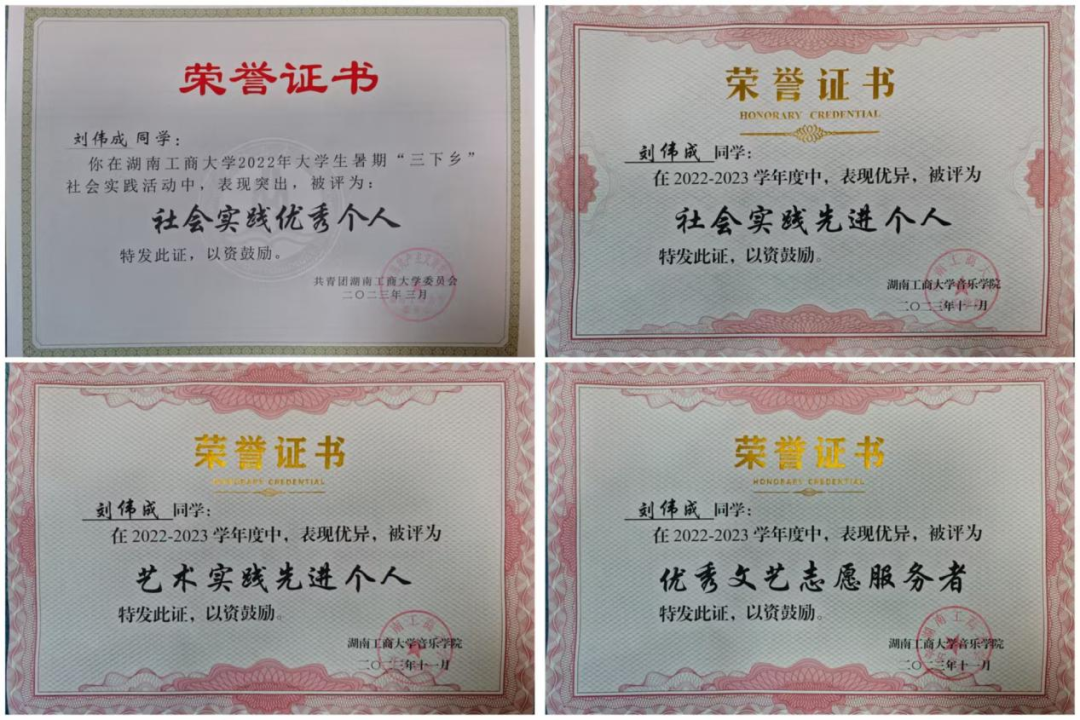 荣誉证书
刘伟成 同学：
你在湖南工商大学2022年大学生暑期“三下乡”
社会实践活动中，表现突出，被评为：
社会实践优秀个人
特发此证，以资鼓励。
共青团湖南工商大学委员会
二〇二三年三月
荣誉证书
HONORARY CREDENTIAL
刘伟成 同学：
在2022-2023学年度中，表现优异，被评为
社会实践先进个人
特发此证，以资鼓励。
湖南工商大学音乐学院
二〇二三年十一月
荣誉证书
HONORARY CREDENTIAL
刘伟成 同学：
在2022-2023学年度中，表现优异，被评为
艺术实践先进个人
特发此证，以资鼓励。
湖南工商大学音乐学院
二〇二三年十一月
荣誉证书
HONORARY CREDENTIAL
刘伟成 同学：
在2022-2023学年度中，表现优异，被评为
优秀文艺志愿服务者
特发此证，以资鼓励。
湖南工商大学音乐学院
二〇二三年十一月